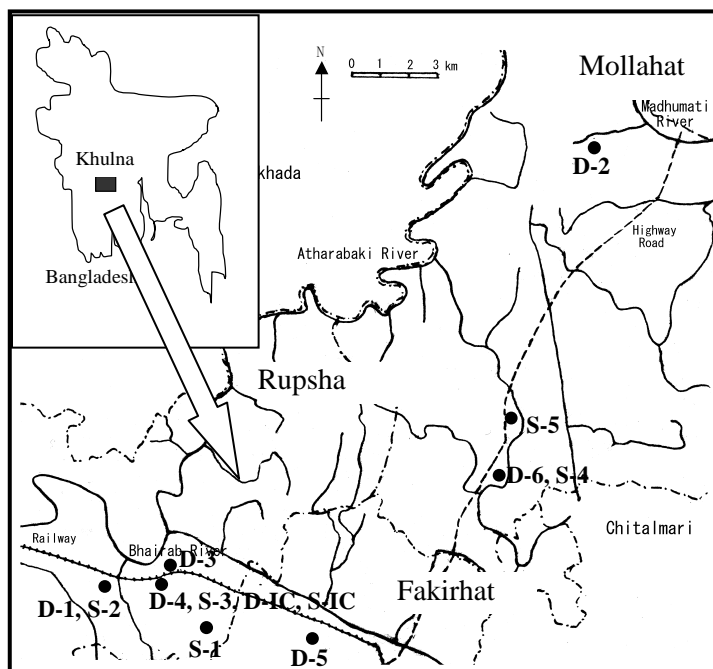 Mollahat
N
0 1 2 3 km
Madhumati
River
Khulna
D-2
khada
Highway
Road
Atharabaki River
Bangladesh
Rupsha
S-5
D-6, S-4
Chitalmari
Railway
Bhairab River
D-3
Fakirhat
D-1, S-2
D-4, S-3, D-IC, S-IC
S-1
D-5